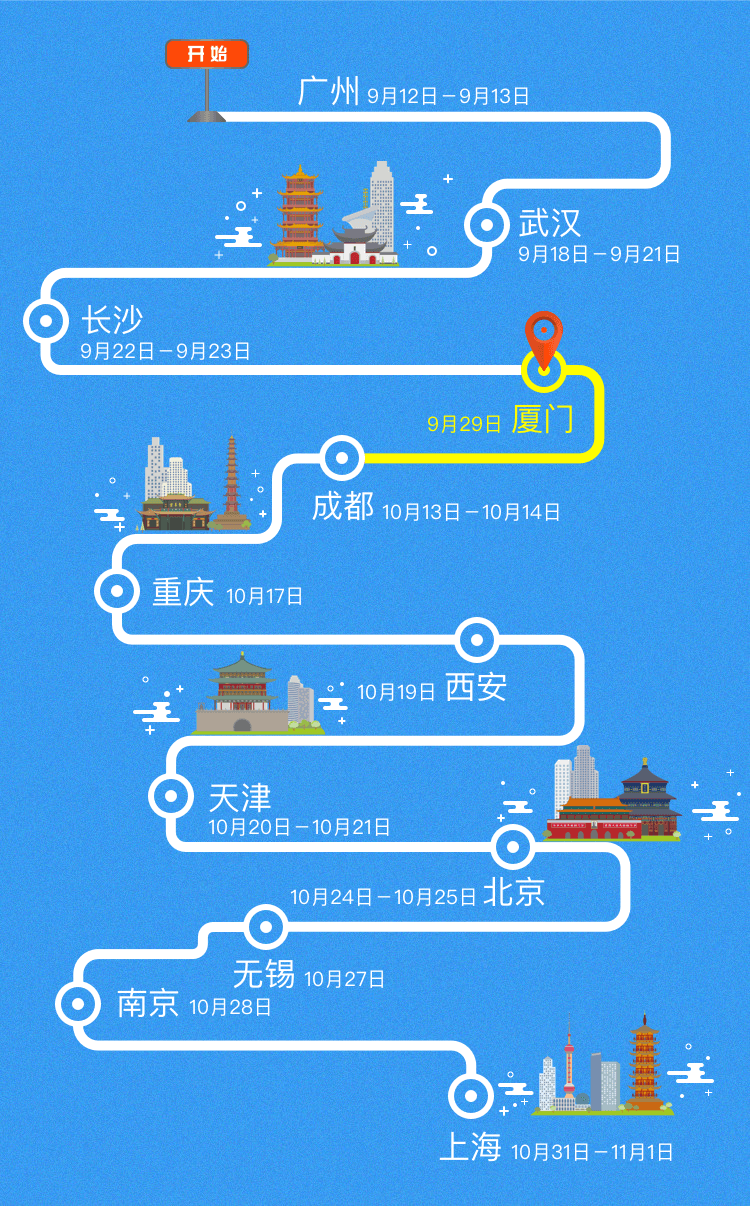 开始
广州 9月12日－9月13日
武汉
9月18日－9月21日
长沙
9月22日－9月23日
9月29日 厦门
成都 10月13日－10月14日
重庆 10月17日
10月19日 西安
天津
10月20日－10月21日
10月24日－10月25日 北京
无锡 10月27日
南京 10月28日
上海 10月31日－11月1日